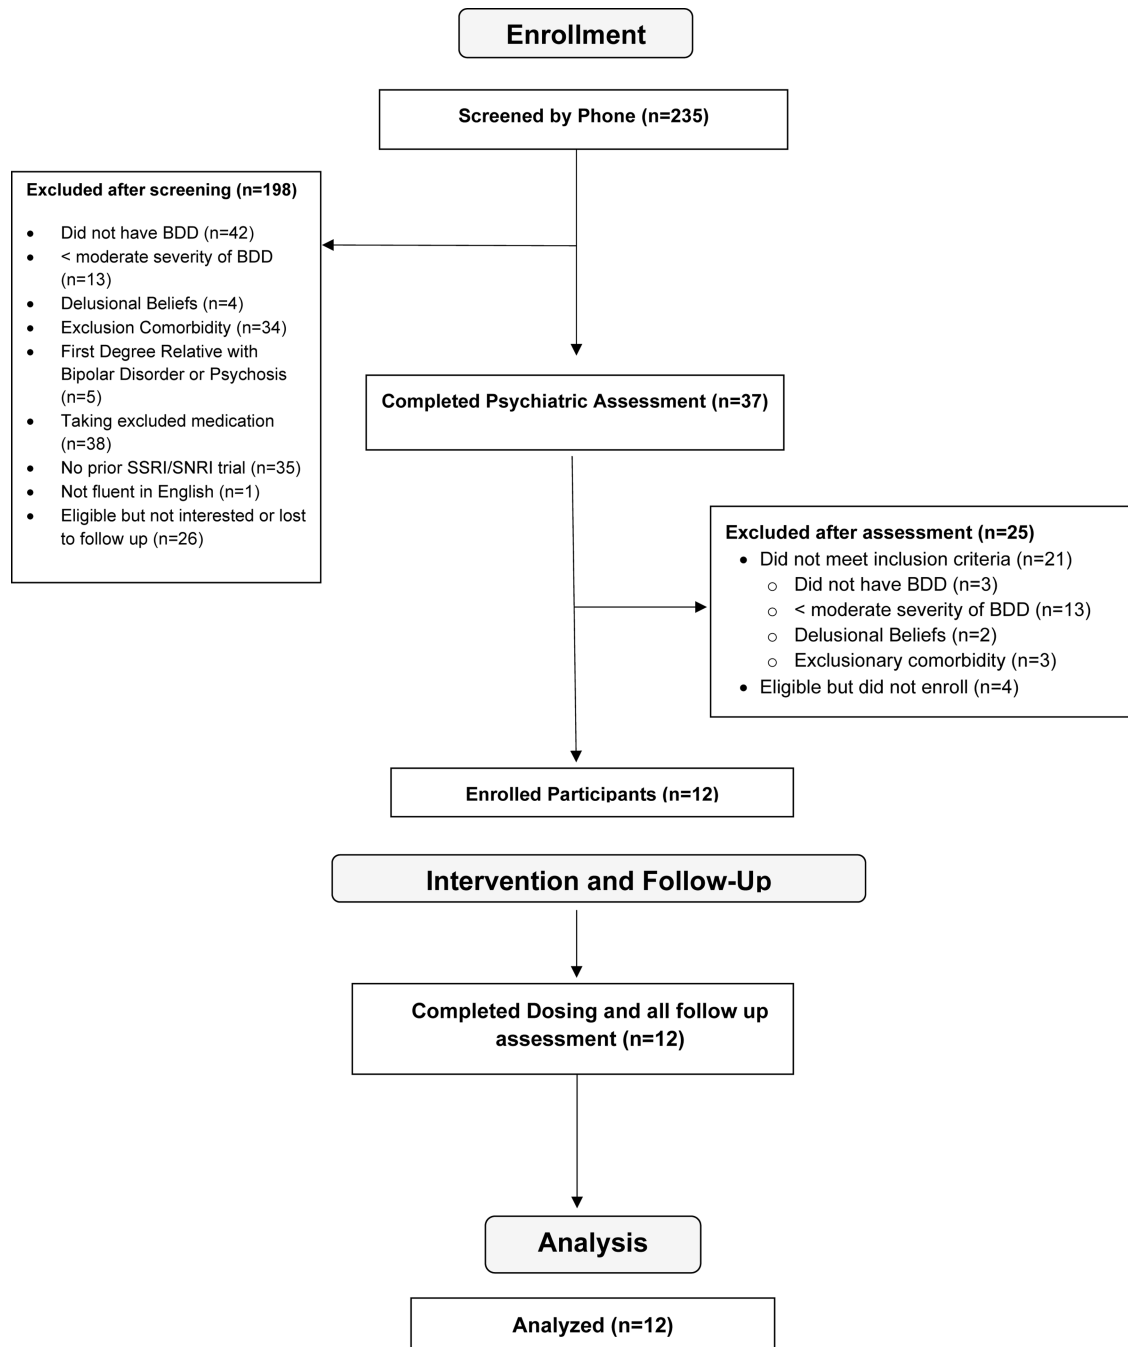 Enrollment
Screened by Phone (n=235)
Excluded after screening (n=198)
• Did not have BDD (n=42)
• < moderate severity of BDD
(n=13)
• Delusional Beliefs (n=4)
• Exclusion Comorbidity (n=34)
• First Degree Relative with
Bipolar Disorder or Psychosis
(n=5)
• Taking excluded medication
(n=38)
• No prior SSRI/SNRI trial (n=35)
• Not fluent in English (n=1)
• Eligible but not interested or lost
to follow up (n=26)
Completed Psychiatric Assessment (n=37)
Excluded after assessment (n=25)
• Did not meet inclusion criteria (n=21)
o Did not have BDD (n=3)
o < moderate severity of BDD (n=13)
o Delusional Beliefs (n=2)
o Exclusionary comorbidity (n=3)
• Eligible but did not enroll (n=4)
Enrolled Participants (n=12)
Intervention and Follow-Up
Completed Dosing and all follow up
assessment (n=12)
Analysis
Analyzed (n=12)